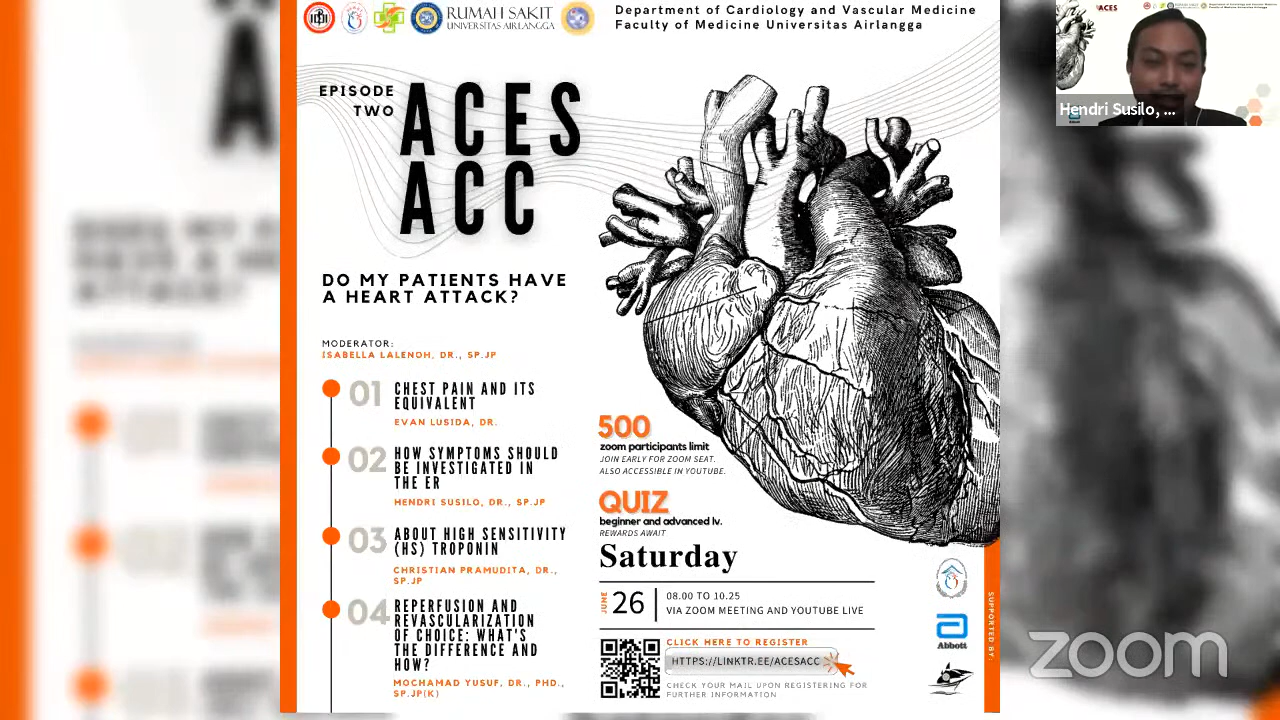 RUMAH SAKIT
UNIVERSITAS AIRLANGGA
Department of Cardiology and Vascular Medicine
Faculty of Medicine Universitas Airlangga
EPISODE
TWO
ACES
ACC
DO MY PATIENTS HAVE
A HEART ATTACK?
MODERATOR:
ISABELLA LALENOH, DR., SP.JP
01
CHEST PAIN AND ITS
EQUIVALENT
EVAN LUSIDA, DR.
02
HOW SYMPTOMS SHOULD
BE INVESTIGATED IN
THE ER
HENDRI SUSILO, DR., SP.JP
03
ABOUT HIGH SENSITIVITY
(HS) TROPONIN
CHRISTIAN PRAMUDITA, DR.,
SP.JP
04
REPERFUSION AND
REVASCULARIZATION
OF CHOICE: WHAT'S
THE DIFFERENCE AND
HOW?
MOCHAMAD YUSUF, DR., PHD.,
SP.JP(K)
500
zoom participants limit
JOIN EARLY FOR ZOOM SEAT.
ALSO ACCESSIBLE IN YOUTUBE.
QUIZ
beginner and advanced lv.
REWARDS AWAIT
Saturday
JUNE 26
08.00 TO 10.25
VIA ZOOM MEETING AND YOUTUBE LIVE
CLICK HERE TO REGISTER
HTTPS://LINKTR.EE/ACESACC
CHECK YOUR MAIL UPON REGISTERING FOR
FURTHER INFORMATION
SUPPORTED BY:
Abbott
ACES
Hendri Susilo, ...
zoom